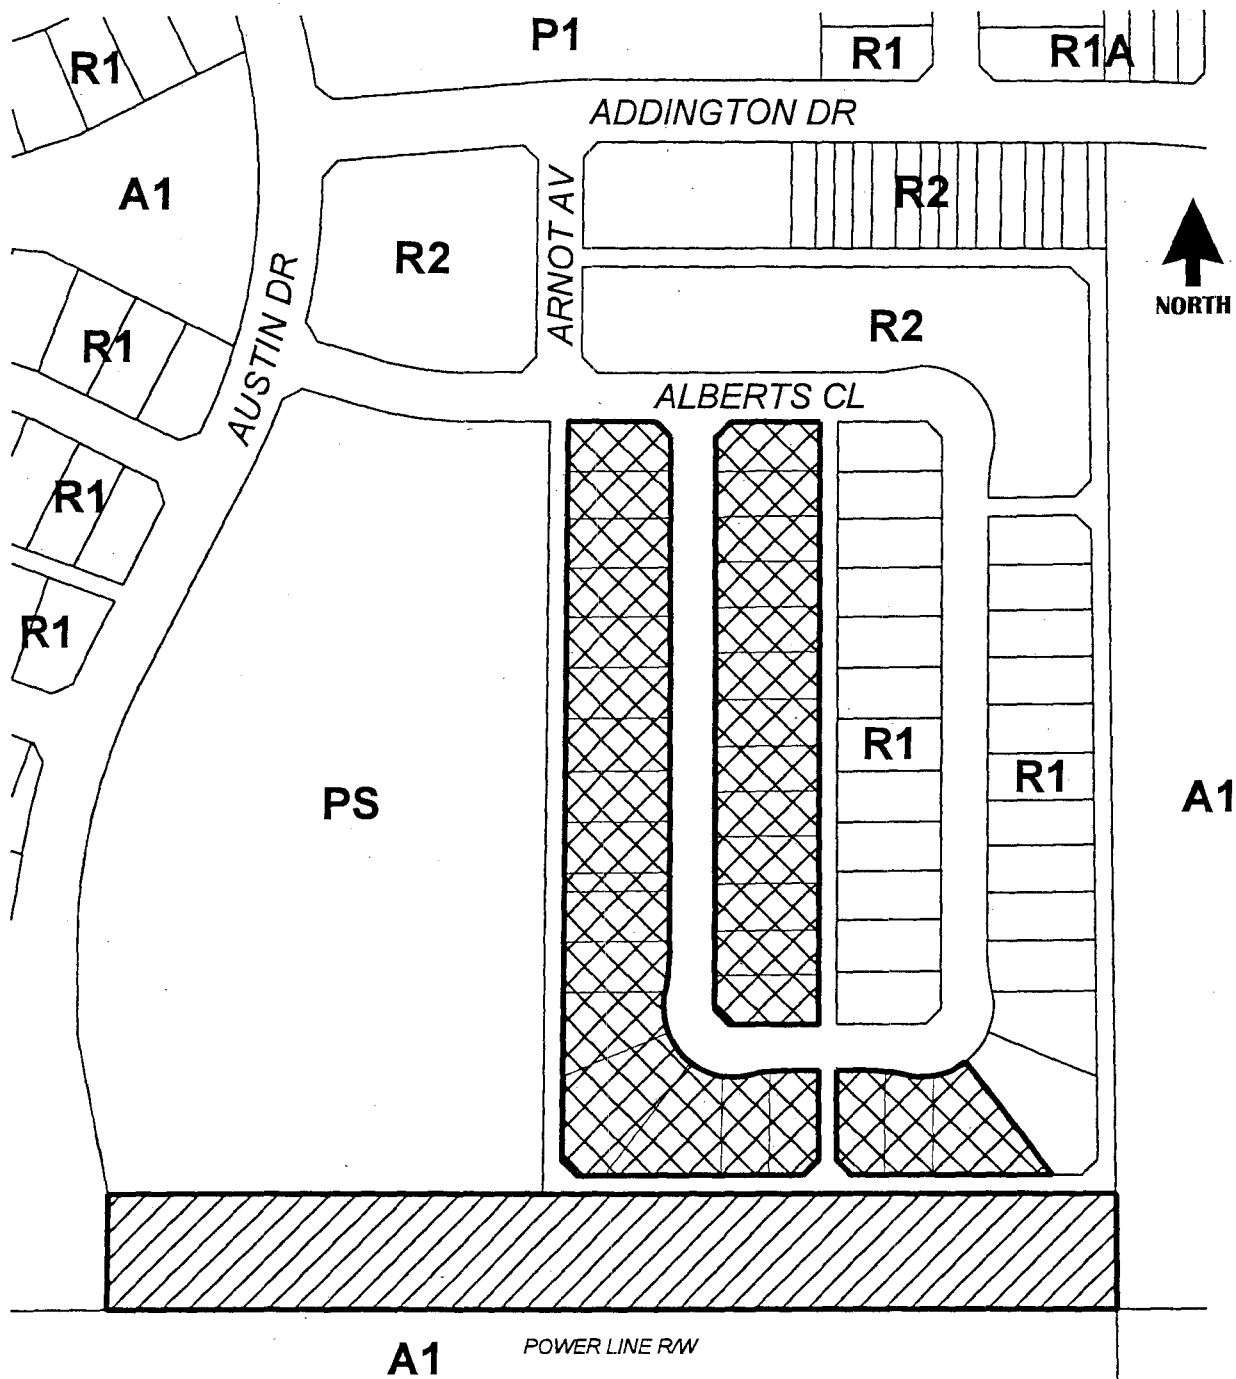 P1
R1
R1
R1A
ADDINGTON DR
A1
R2
R2
ARNOT AV
AUSTIN DR
NORTH
R2
R1
ALBERTS CL
R1
R1
R1
R1
PS
A1
POWER LINE R/W
A1